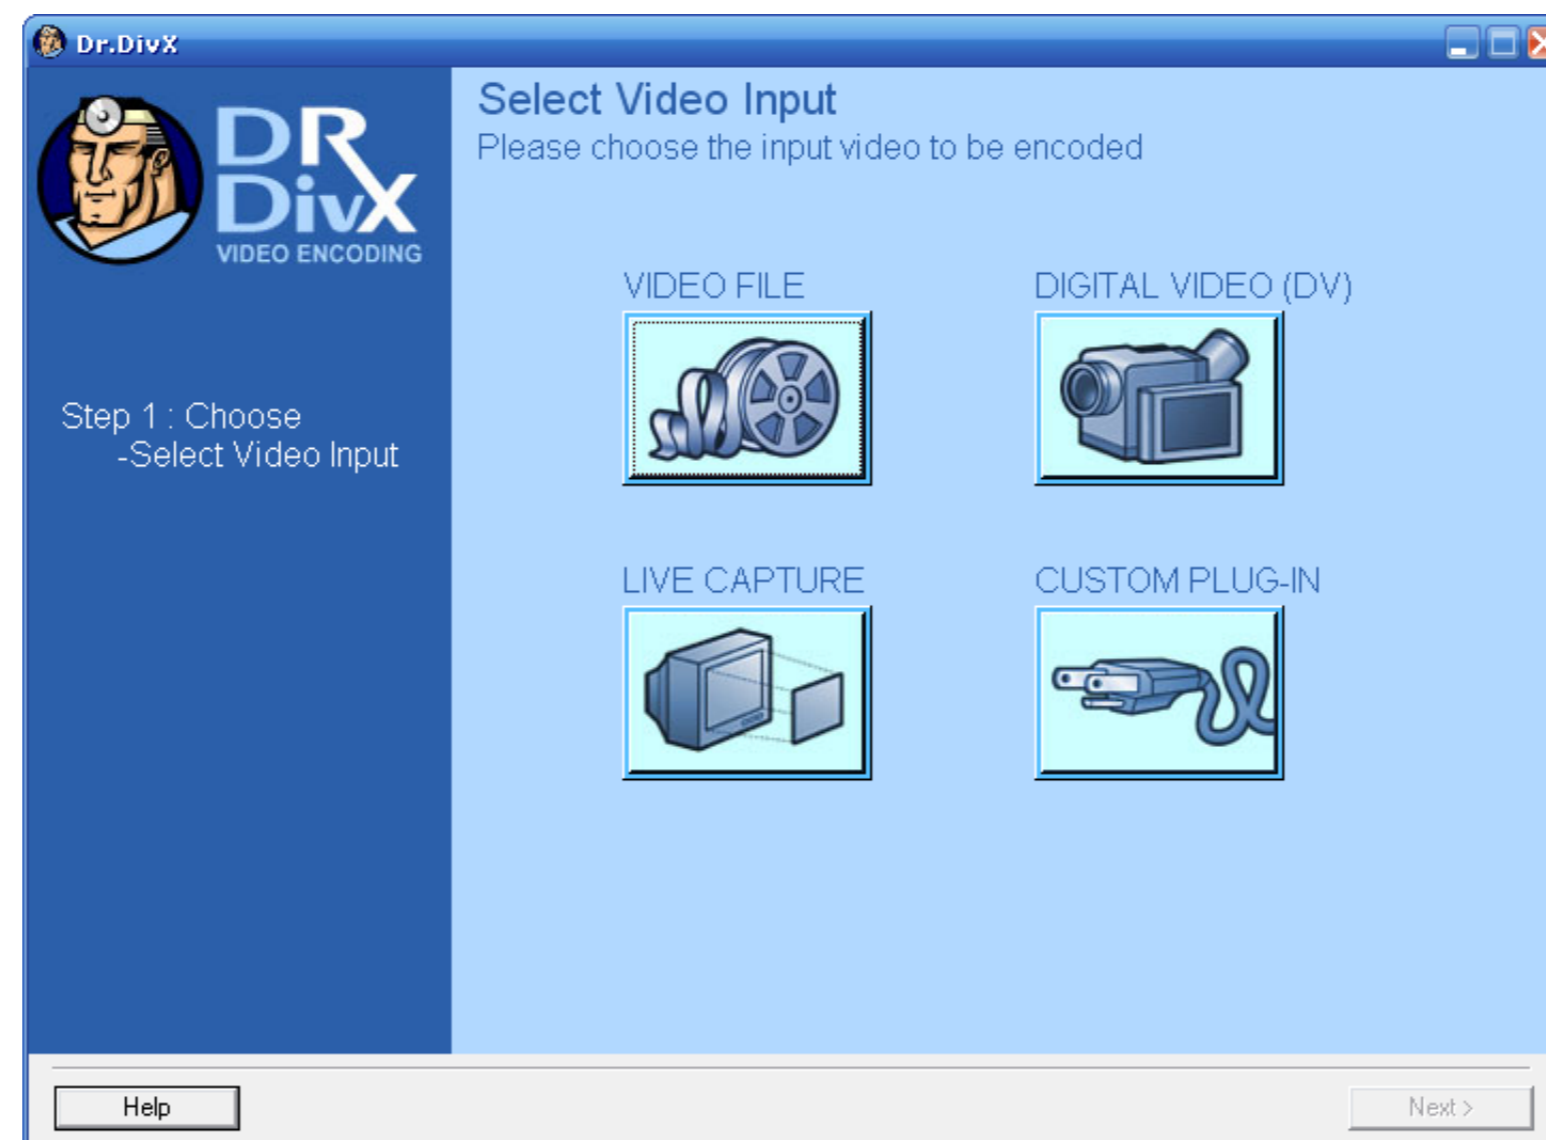 Dr.DivX
DR
DivX
VIDEO ENCODING
Step 1 : Choose
-Select Video Input
Select Video Input
Please choose the input video to be encoded
VIDEO FILE
DIGITAL VIDEO (DV)
LIVE CAPTURE
CUSTOM PLUG-IN
Help
Next >